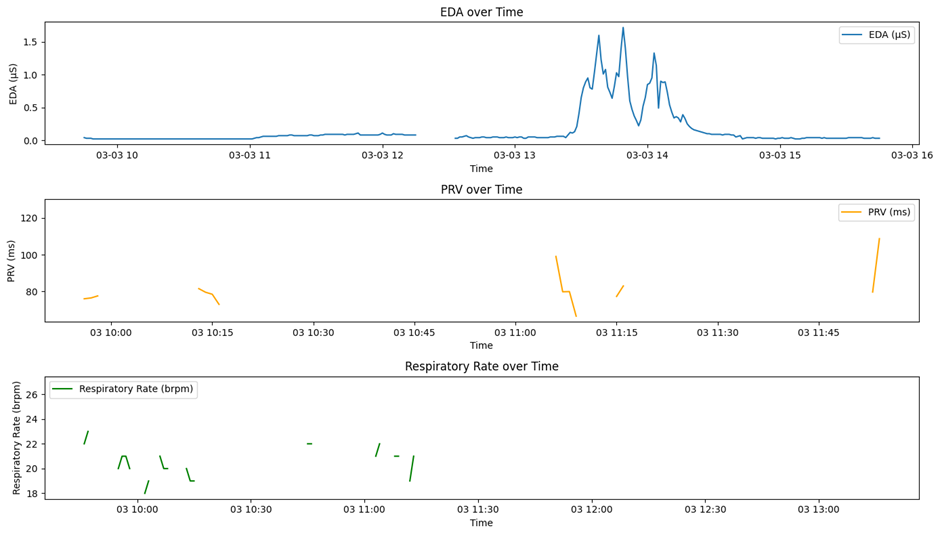 EDA over Time
EDA (µS)
1.5
1.0
0.5
0.0
EDA (µS)
03-03 10 03-03 11 03-03 12 03-03 13 03-03 14 03-03 15 03-03 16
Time
PRV over Time
PRV (ms)
120
100
80
PRV (ms)
03 10:00 03 10:15 03 10:30 03 10:45 03 11:00 03 11:15 03 11:30 03 11:45
Time
Respiratory Rate over Time
Respiratory Rate (brpm)
26
24
22
20
18
Respiratory Rate (brpm)
03 10:00 03 10:30 03 11:00 03 11:30 03 12:00 03 12:30 03 13:00
Time